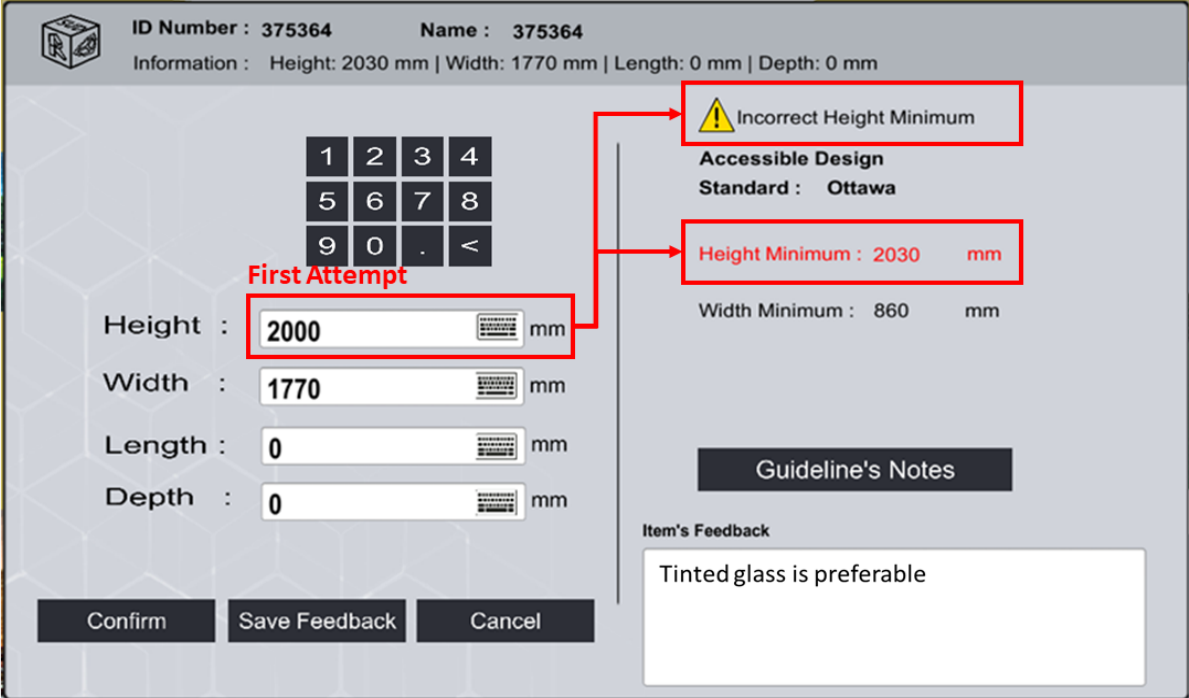 ID Number : 375364 Name : 375364
Information : Height: 2030 mm | Width: 1770 mm | Length: 0 mm | Depth: 0 mm
1 2 3 4
5 6 7 8
9 0 . <
First Attempt
Height : 2000 mm
Width : 1770 mm
Length : 0 mm
Depth : 0 mm
Confirm Save Feedback Cancel
Incorrect Height Minimum
Accessible Design
Standard : Ottawa
Height Minimum : 2030 mm
Width Minimum : 860 mm
Guideline's Notes
Item's Feedback
Tinted glass is preferable